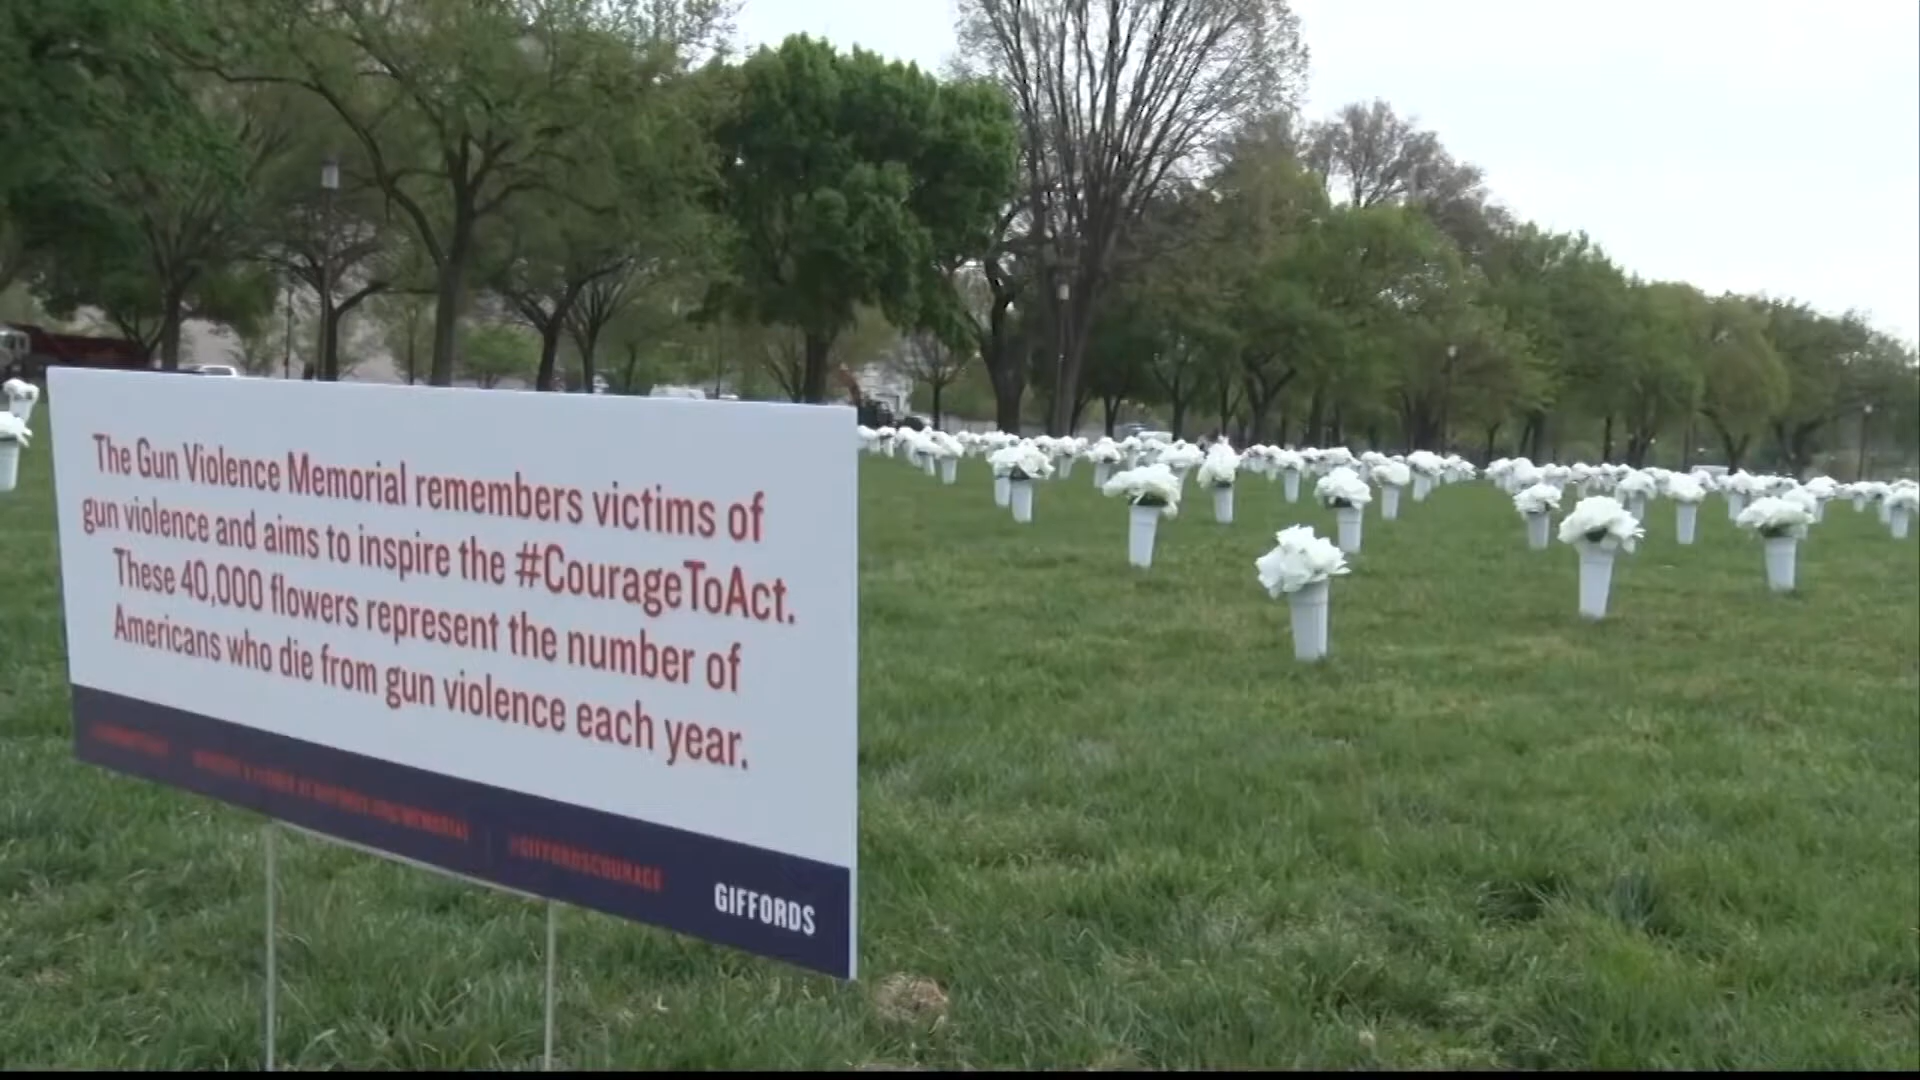 The Gun Violence Memorial remembers victims of
gun violence and aims to inspire the #CourageToAct.
These 40,000 flowers represent the number of
Americans who die from gun violence each year.
@GIFFORDSCOURAGE
GIFFORDS